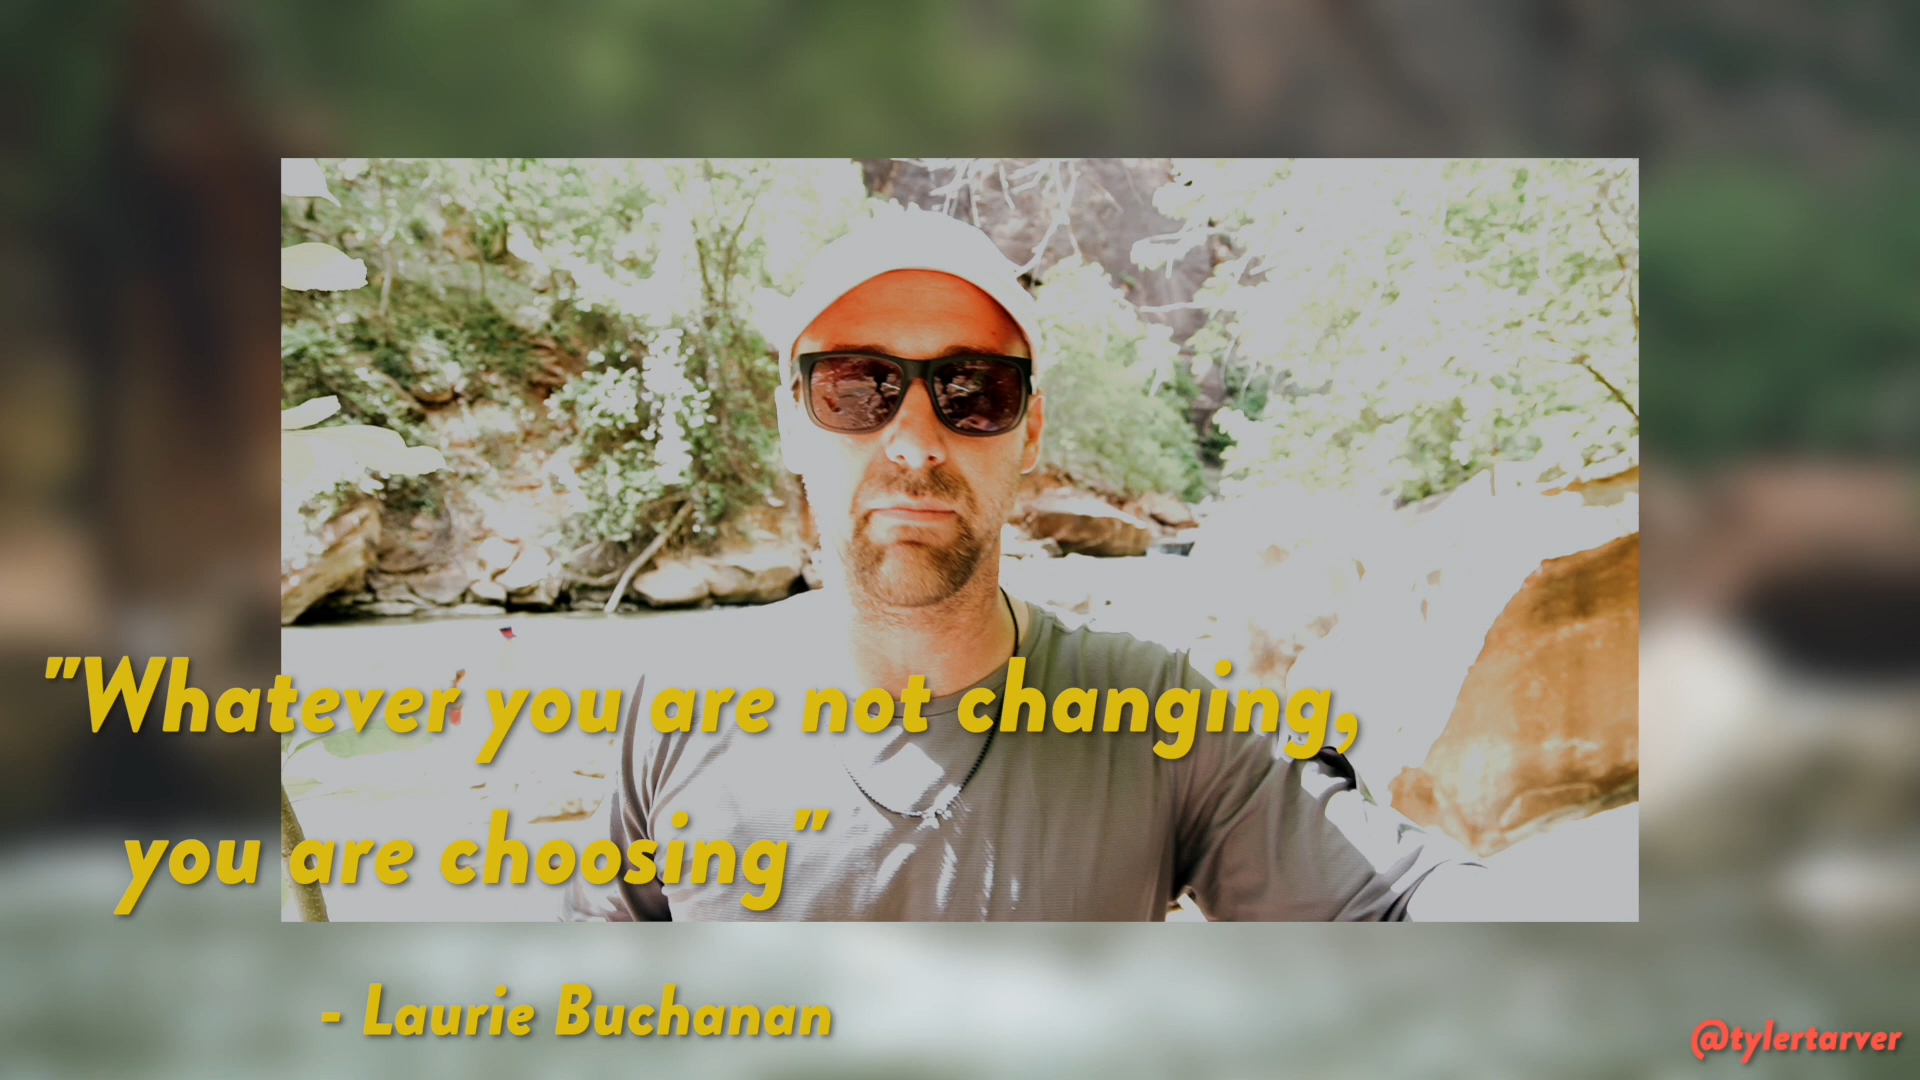 "Whatever you are not changing,
you are choosing"
- Laurie Buchanan
@tylertarver